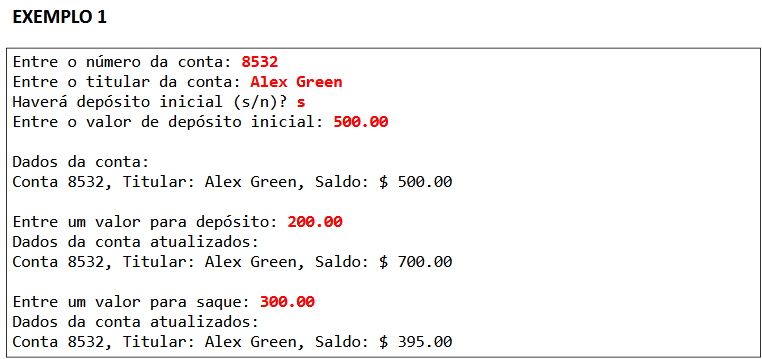 EXEMPLO 1
Entre o número da conta: 8532
Entre o titular da conta: Alex Green
Haverá depósito inicial (s/n)? s
Entre o valor de depósito inicial: 500.00
Dados da conta:
Conta 8532, Titular: Alex Green, Saldo: $ 500.00
Entre um valor para depósito: 200.00
Dados da conta atualizados:
Conta 8532, Titular: Alex Green, Saldo: $ 700.00
Entre um valor para saque: 300.00
Dados da conta atualizados:
Conta 8532, Titular: Alex Green, Saldo: $ 395.00